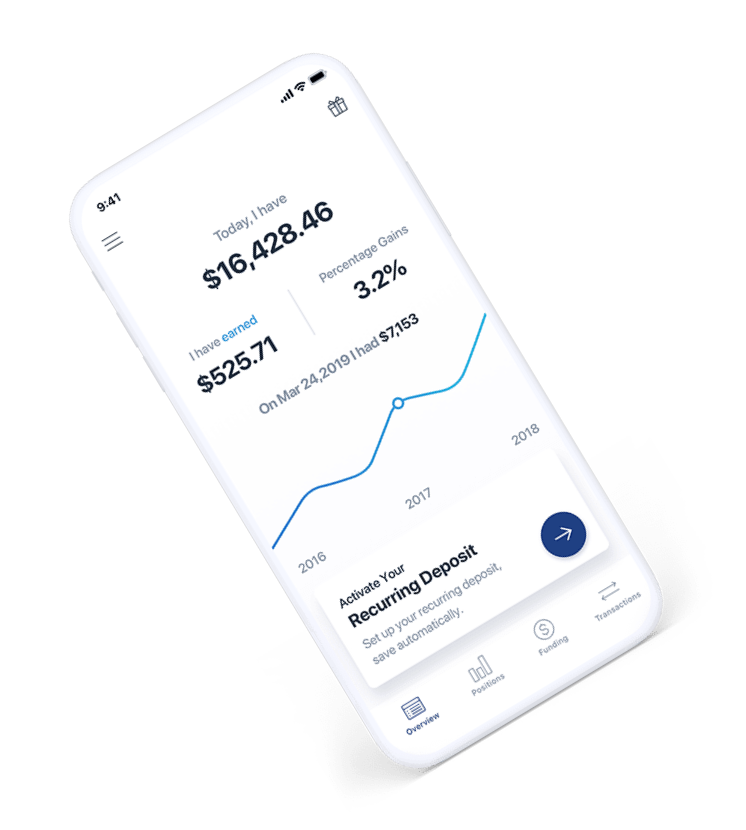 9:41
Today, I have
$16,428.46
I have earned
$525.71
Percentage Gains
3.2%
On Mar 24,2019 I had $7,153
2016
2017
2018
Activate Your
Recurring Deposit
Set up your recurring deposit,
save automatically.
Overview
Positions
Funding
Transactions